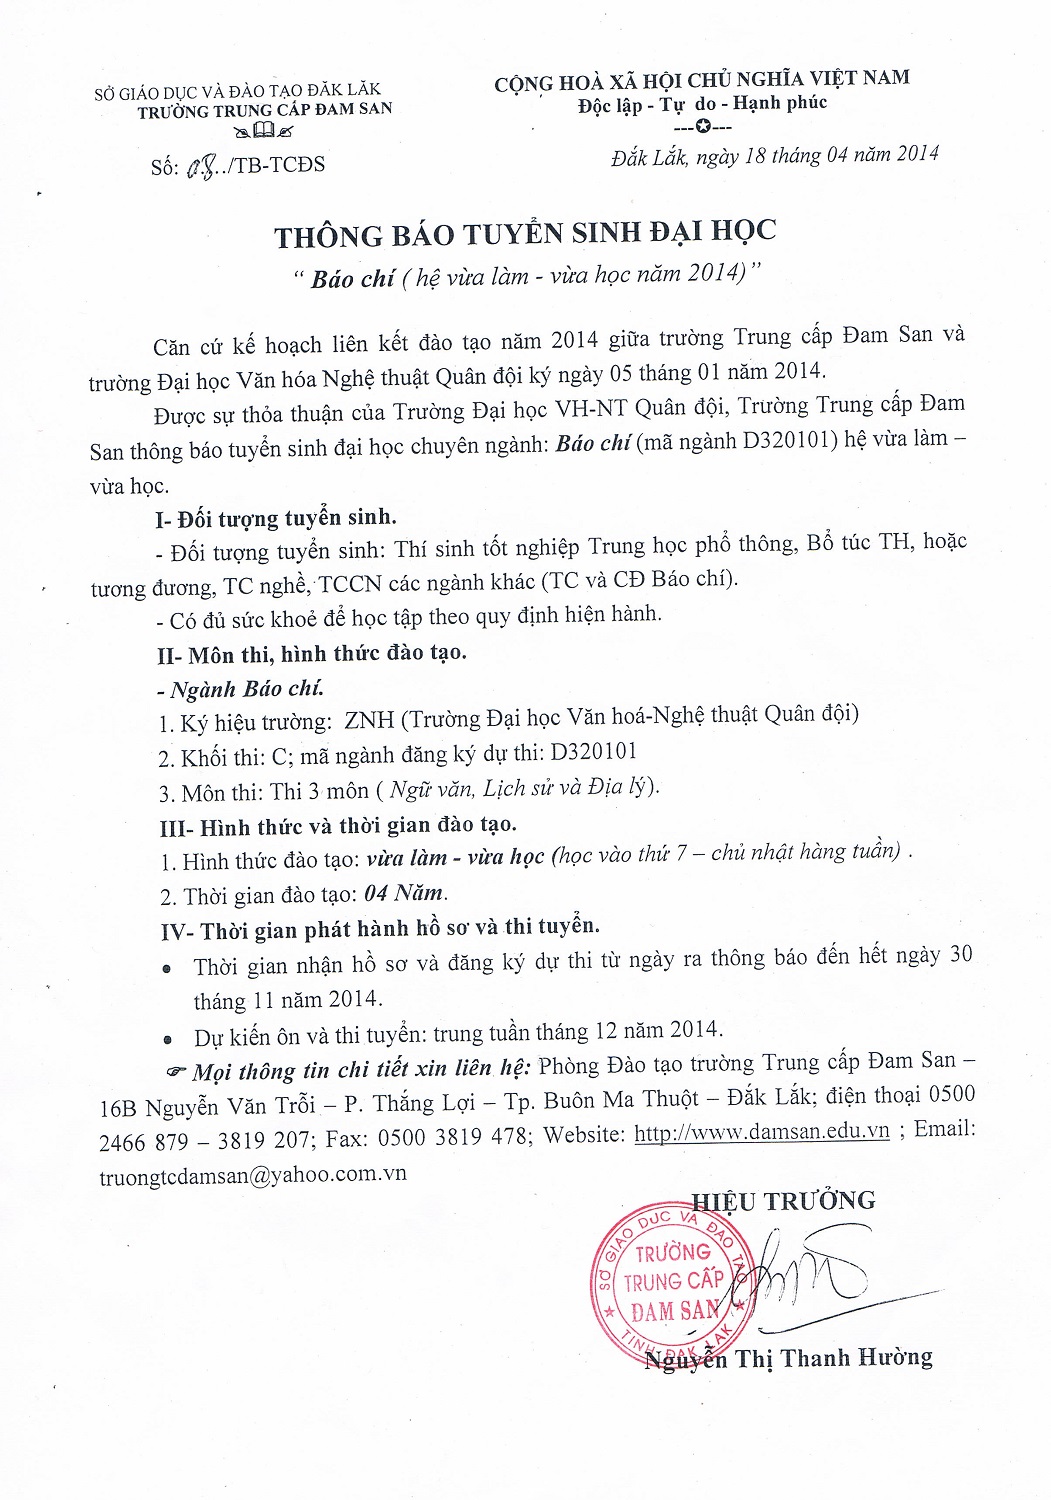 SỞ GIÁO DỤC VÀ ĐÀO TẠO ĐĂK LĂK
TRƯỜNG TRUNG CẤP ĐAM SAN
Số: 08../TB-TCĐS
CỘNG HOÀ XÃ HỘI CHỦ NGHĨA VIỆT NAM
Độc lập - Tự do - Hạnh phúc
---✪---
Đắk Lắk, ngày 18 tháng 04 năm 2014
THÔNG BÁO TUYỂN SINH ĐẠI HỌC
“ Báo chí ( hệ vừa làm - vừa học năm 2014) ”
Căn cứ kế hoạch liên kết đào tạo năm 2014 giữa trường Trung cấp Đam San và
trường Đại học Văn hóa Nghệ thuật Quân đội ký ngày 05 tháng 01 năm 2014.
Được sự thỏa thuận của Trường Đại học VH-NT Quân đội, Trường Trung cấp Đam
San thông báo tuyển sinh đại học chuyên ngành: Báo chí (mã ngành D320101) hệ vừa làm –
vừa học.
I- Đối tượng tuyển sinh.
- Đối tượng tuyển sinh: Thí sinh tốt nghiệp Trung học phổ thông, Bổ túc TH, hoặc
tương đương, TC nghề, TCCN các ngành khác (TC và CĐ Báo chí).
- Có đủ sức khoẻ để học tập theo quy định hiện hành.
II- Môn thi, hình thức đào tạo.
- Ngành Báo chí.
1. Ký hiệu trường: ZNH (Trường Đại học Văn hoá-Nghệ thuật Quân đội)
2. Khối thi: C; mã ngành đăng ký dự thi: D320101
3. Môn thi: Thi 3 môn ( Ngữ văn, Lịch sử và Địa lý).
III- Hình thức và thời gian đào tạo.
1. Hình thức đào tạo: vừa làm - vừa học (học vào thứ 7 – chủ nhật hàng tuần) .
2. Thời gian đào tạo: 04 Năm.
IV- Thời gian phát hành hồ sơ và thi tuyển.
• Thời gian nhận hồ sơ và đăng ký dự thi từ ngày ra thông báo đến hết ngày 30
tháng 11 năm 2014.
• Dự kiến ôn và thi tuyển: trung tuần tháng 12 năm 2014.
☞ Mọi thông tin chi tiết xin liên hệ: Phòng Đào tạo trường Trung cấp Đam San –
16B Nguyễn Văn Trỗi – P. Thắng Lợi – Tp. Buôn Ma Thuột – Đắk Lắk; điện thoại 0500
2466 879 – 3819 207; Fax: 0500 3819 478; Website: http://www.damsan.edu.vn ; Email:
truongtcdamsan@yahoo.com.vn
HIỆU TRƯỞNG
SỞ GIÁO DỤC VÀ ĐÀO TẠO
TRƯỜNG
TRUNG CẤP
ĐAM SAN
TỈNH ĐAK LAK
Nguyễn Thị Thanh Hường